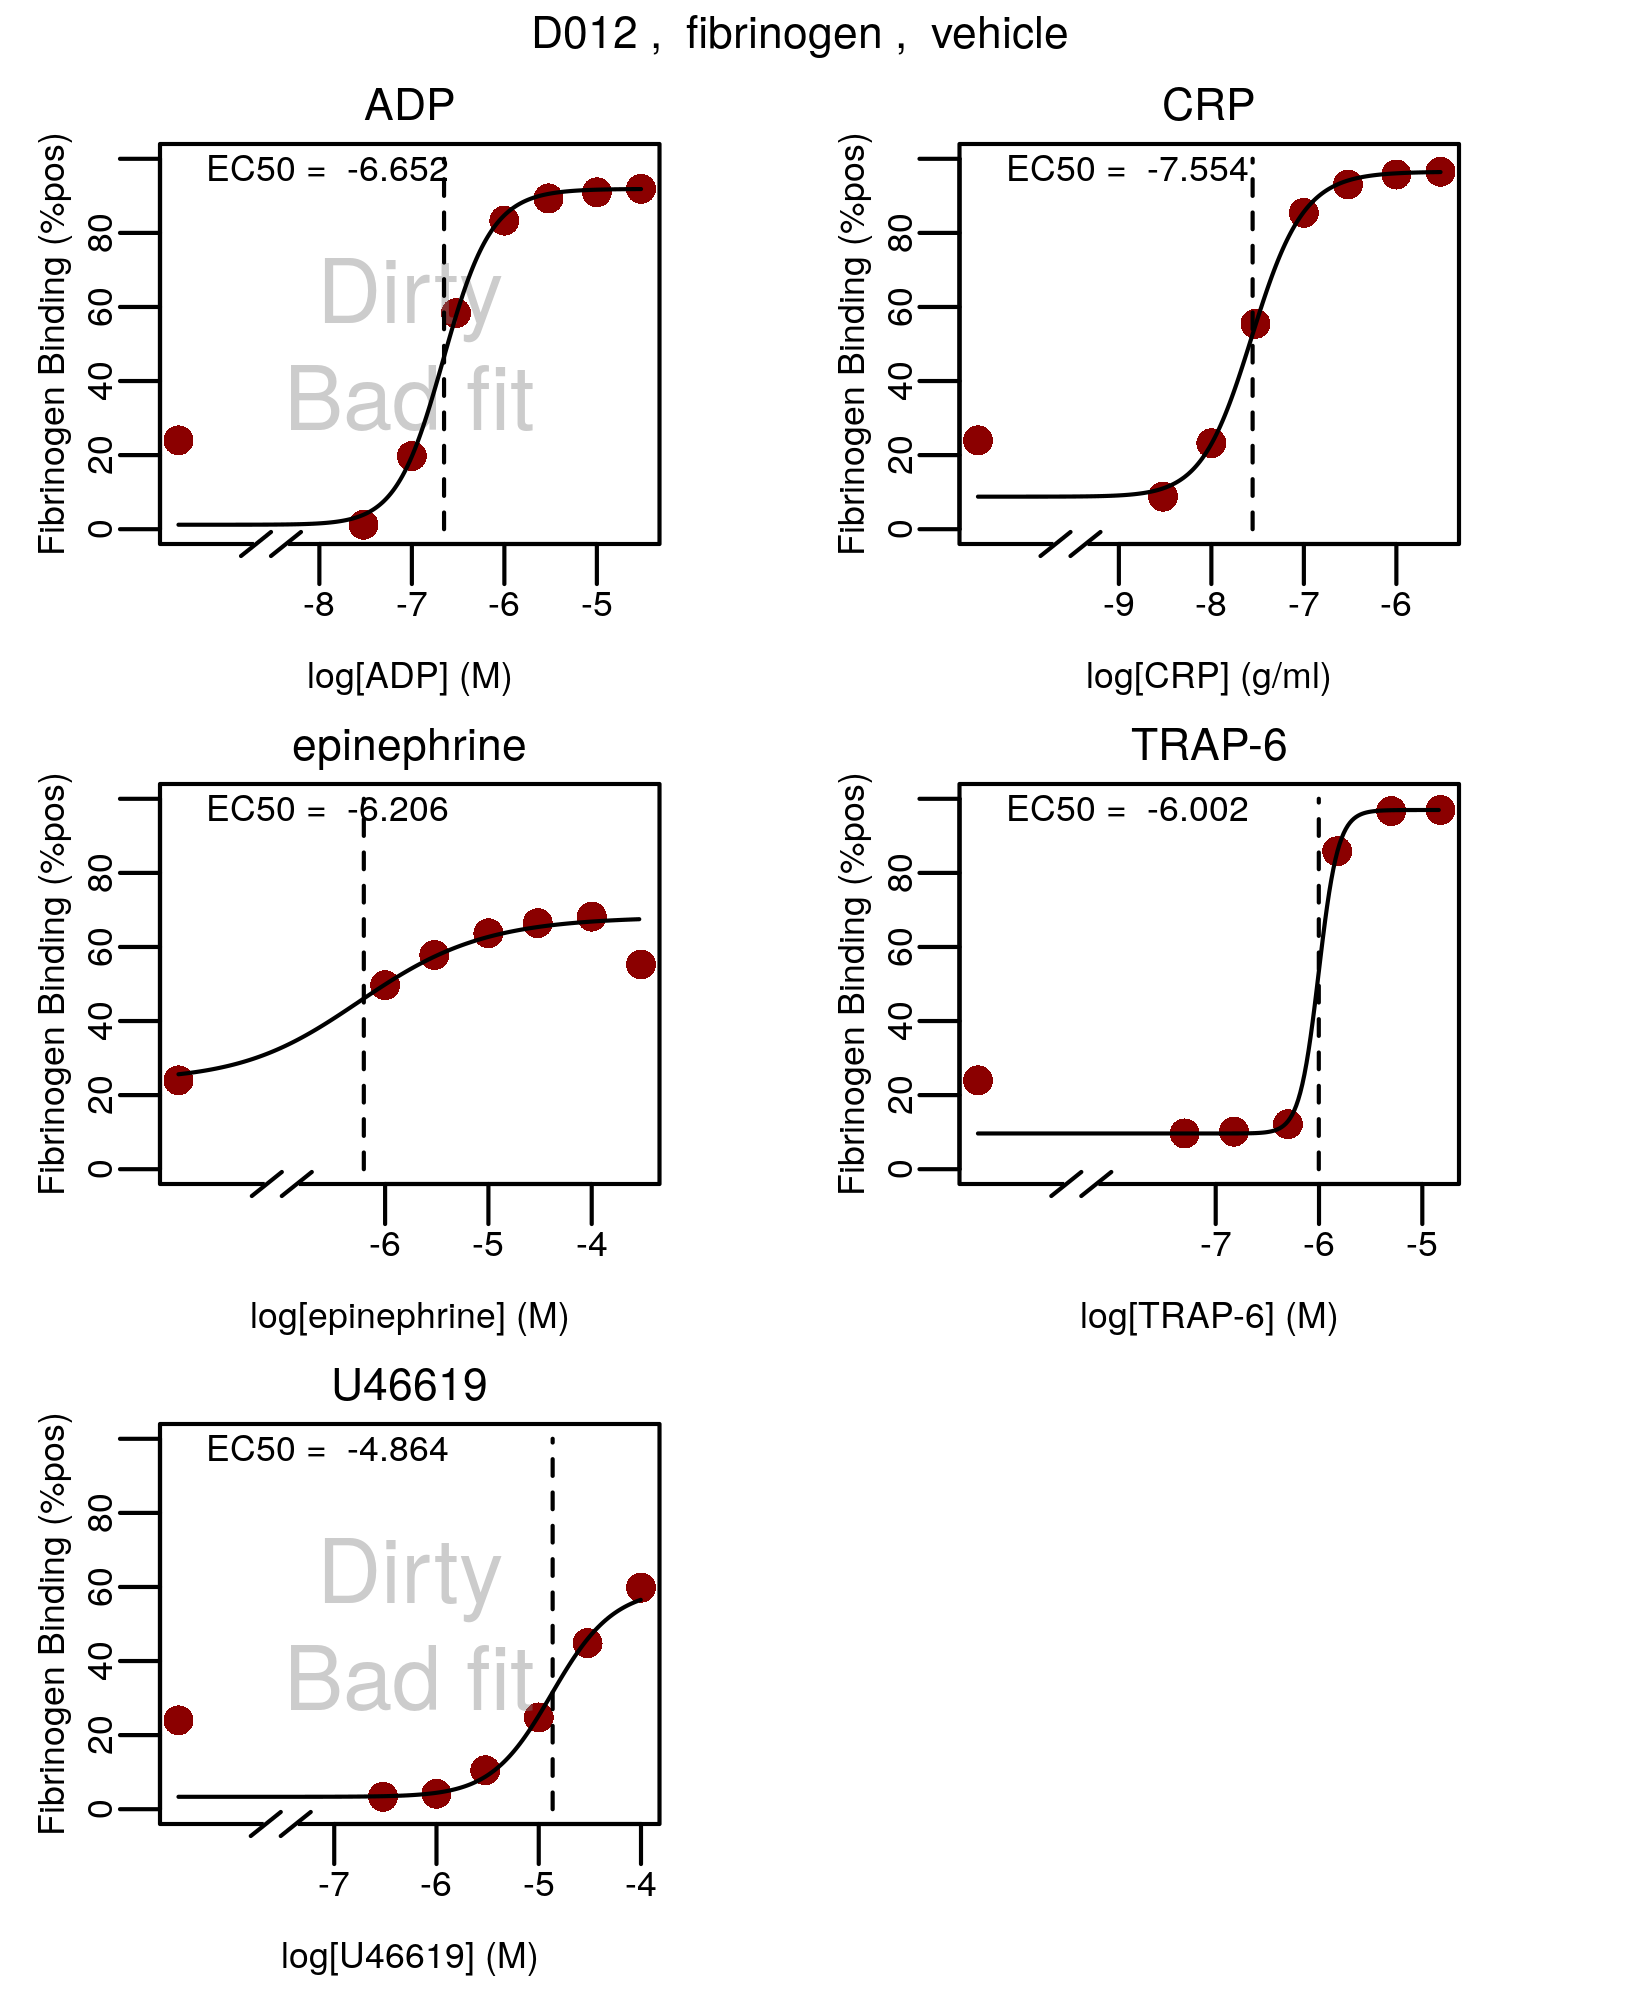 D012 ,  fibrinogen ,  vehicle
ADP
Fibrinogen Binding (%pos)
EC50 =  -6.652
Dirty
Bad fit
0 20 40 60 80
-8 -7 -6 -5
log[ADP] (M)
CRP
Fibrinogen Binding (%pos)
EC50 =  -7.554
0 20 40 60 80
-9 -8 -7 -6
log[CRP] (g/ml)
epinephrine
Fibrinogen Binding (%pos)
EC50 =  -6.206
0 20 40 60 80
-6 -5 -4
log[epinephrine] (M)
TRAP-6
Fibrinogen Binding (%pos)
EC50 =  -6.002
0 20 40 60 80
-7 -6 -5
log[TRAP-6] (M)
U46619
Fibrinogen Binding (%pos)
EC50 =  -4.864
Dirty
Bad fit
0 20 40 60 80
-7 -6 -5 -4
log[U46619] (M)